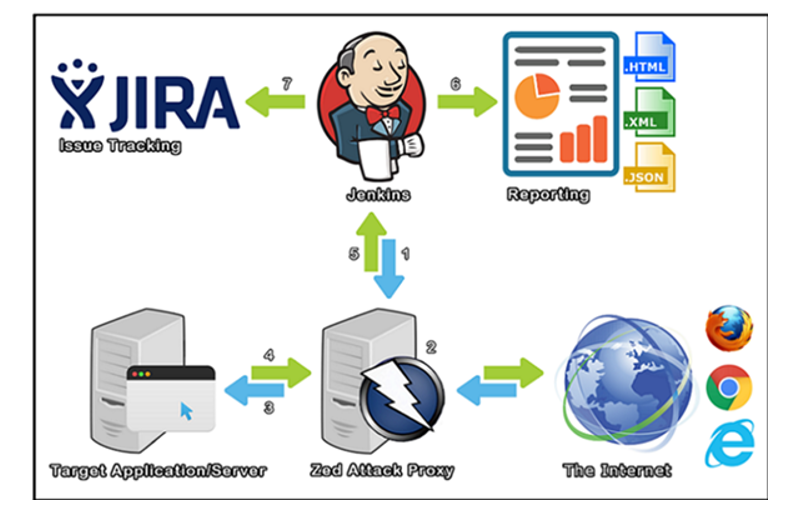 JIRA
Issue Tracking
7
Jenkins
6
Reporting
.HTML
.XML
.JSON
5
1
4
3
2
Target Application/Server
Zed Attack Proxy
The Internet